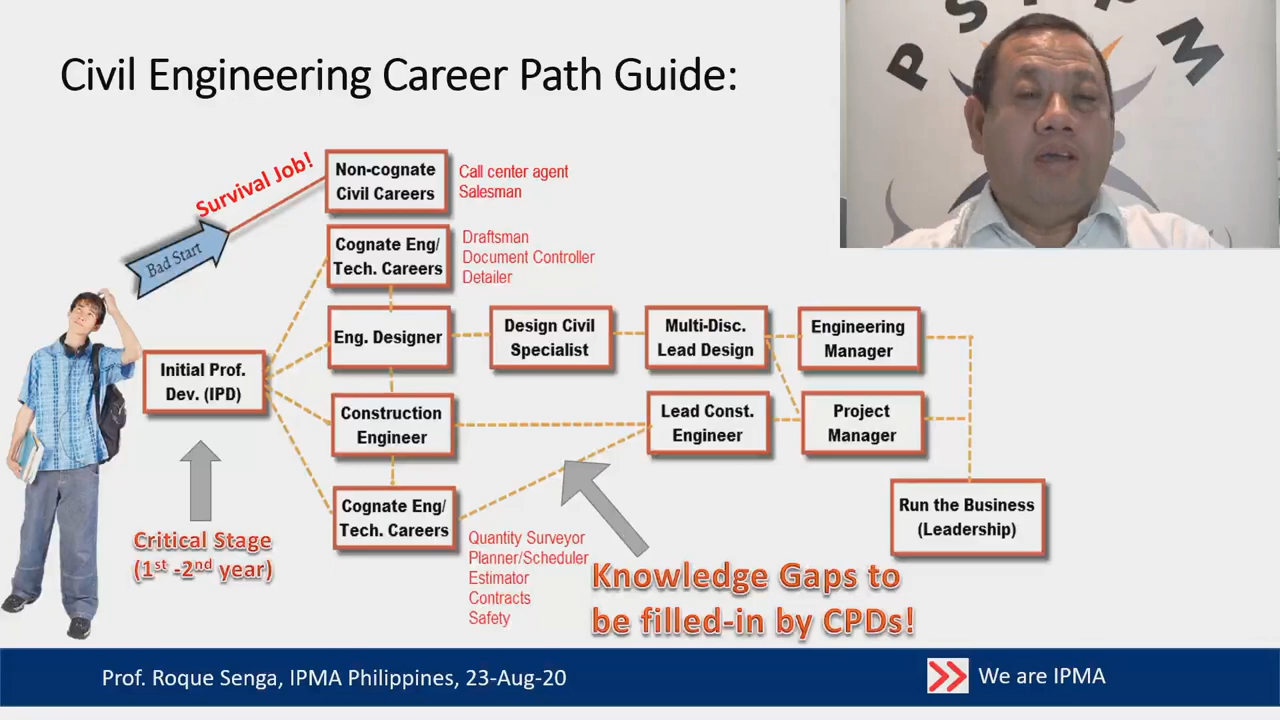 Civil Engineering Career Path Guide:
PSPPM
Survival Job!
Bad Start
Non-cognate
Civil Careers
Call center agent
Salesman
Cognate Eng/
Tech. Careers
Draftsman
Document Controller
Detailer
Eng. Designer
Design Civil
Specialist
Multi-Disc.
Lead Design
Engineering
Manager
Initial Prof.
Dev. (IPD)
Construction
Engineer
Lead Const.
Engineer
Project
Manager
Cognate Eng/
Tech. Careers
Run the Business
(Leadership)
Critical Stage
(1st -2nd year)
Quantity Surveyor
Planner/Scheduler
Estimator
Contracts
Safety
Knowledge Gaps to
be filled-in by CPDs!
Prof. Roque Senga, IPMA Philippines, 23-Aug-20
We are IPMA